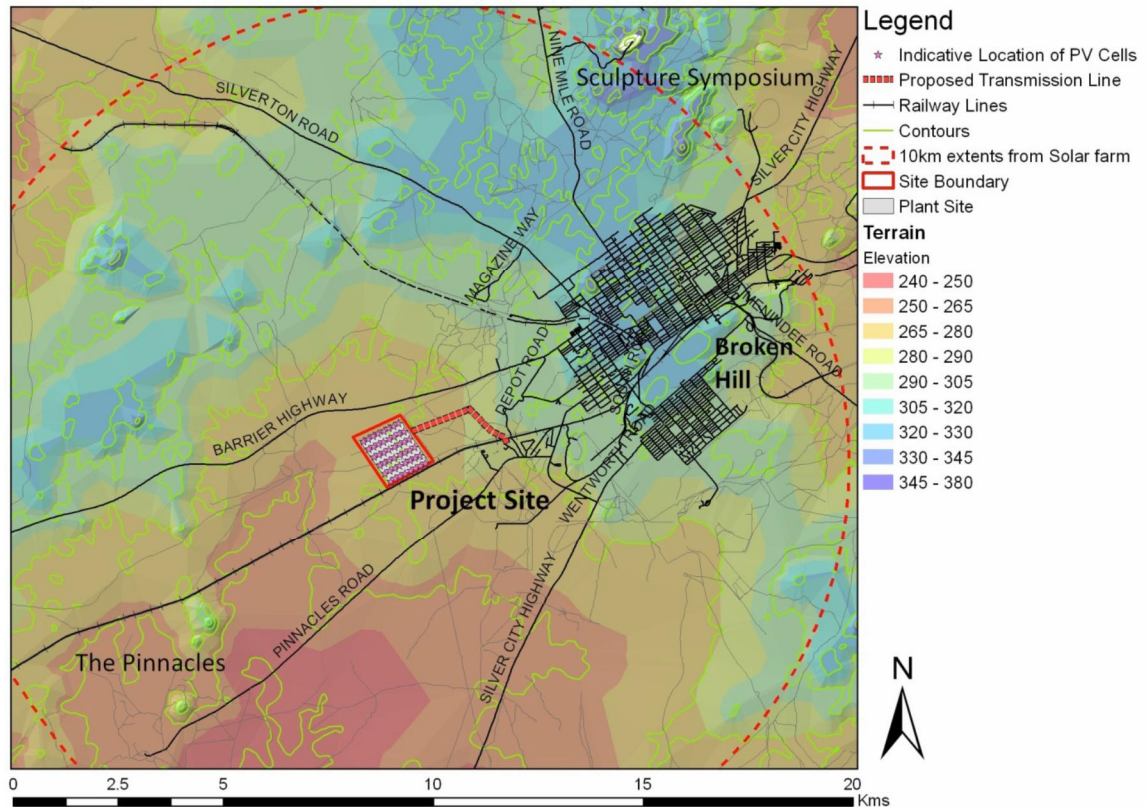 Legend
Indicative Location of PV Cells
Proposed Transmission Line
Railway Lines
Contours
10km extents from Solar farm
Site Boundary
Plant Site
Terrain
Elevation
240 - 250
250 - 265
265 - 280
280 - 290
290 - 305
305 - 320
320 - 330
330 - 345
345 - 380
NINE MILE ROAD
Sculpture Symposium
SILVER CITY HIGHWAY
SILVERTON ROAD
MAGAZINE WAY
MENINDEE ROAD
Broken
Hill
DEPOT ROAD
BARRIER HIGHWAY
WENTWORTH ROAD
Project Site
PINNACLES ROAD
The Pinnacles
SILVER CITY HIGHWAY
N
0 2.5 5 10 15 20
Kms